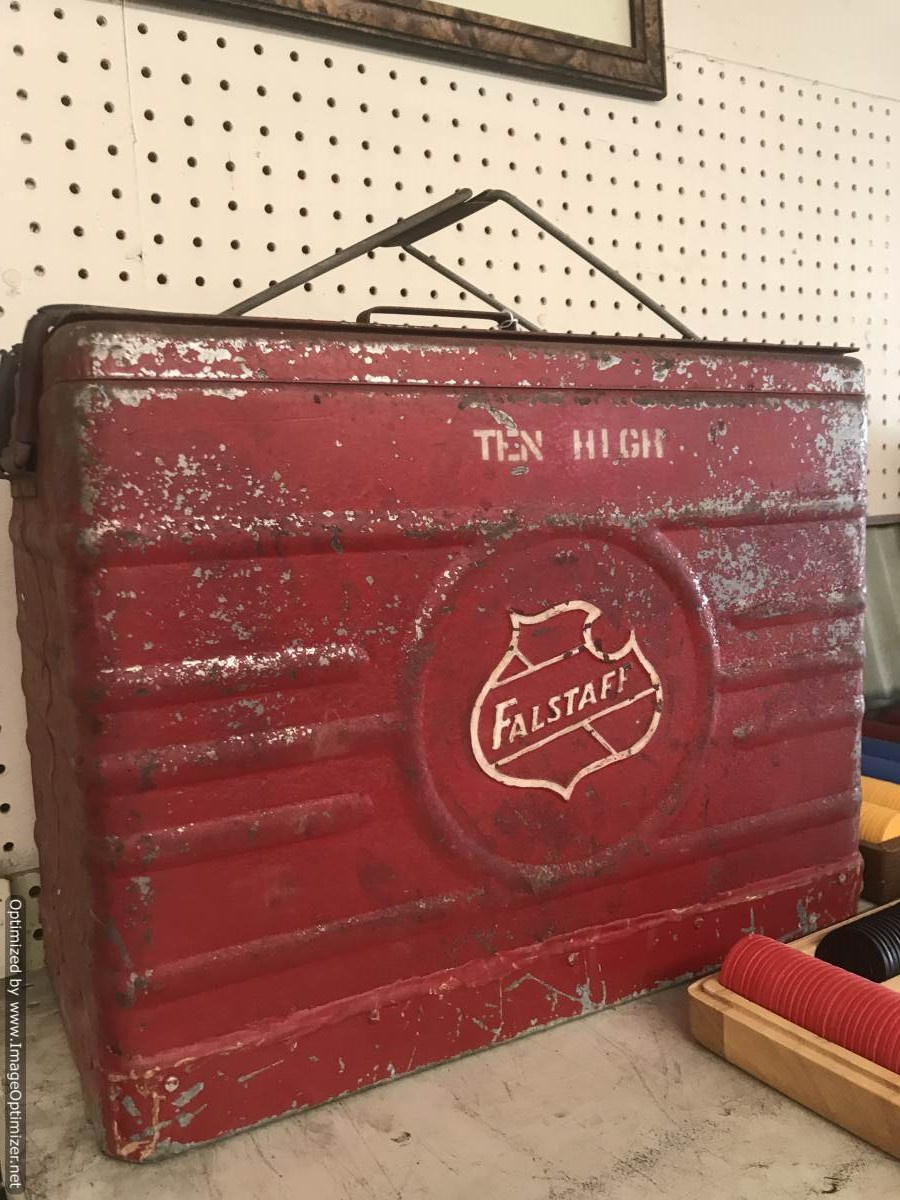 TEN HIGH
FALSTAFF
Optimized by www.ImageOptimizer.net